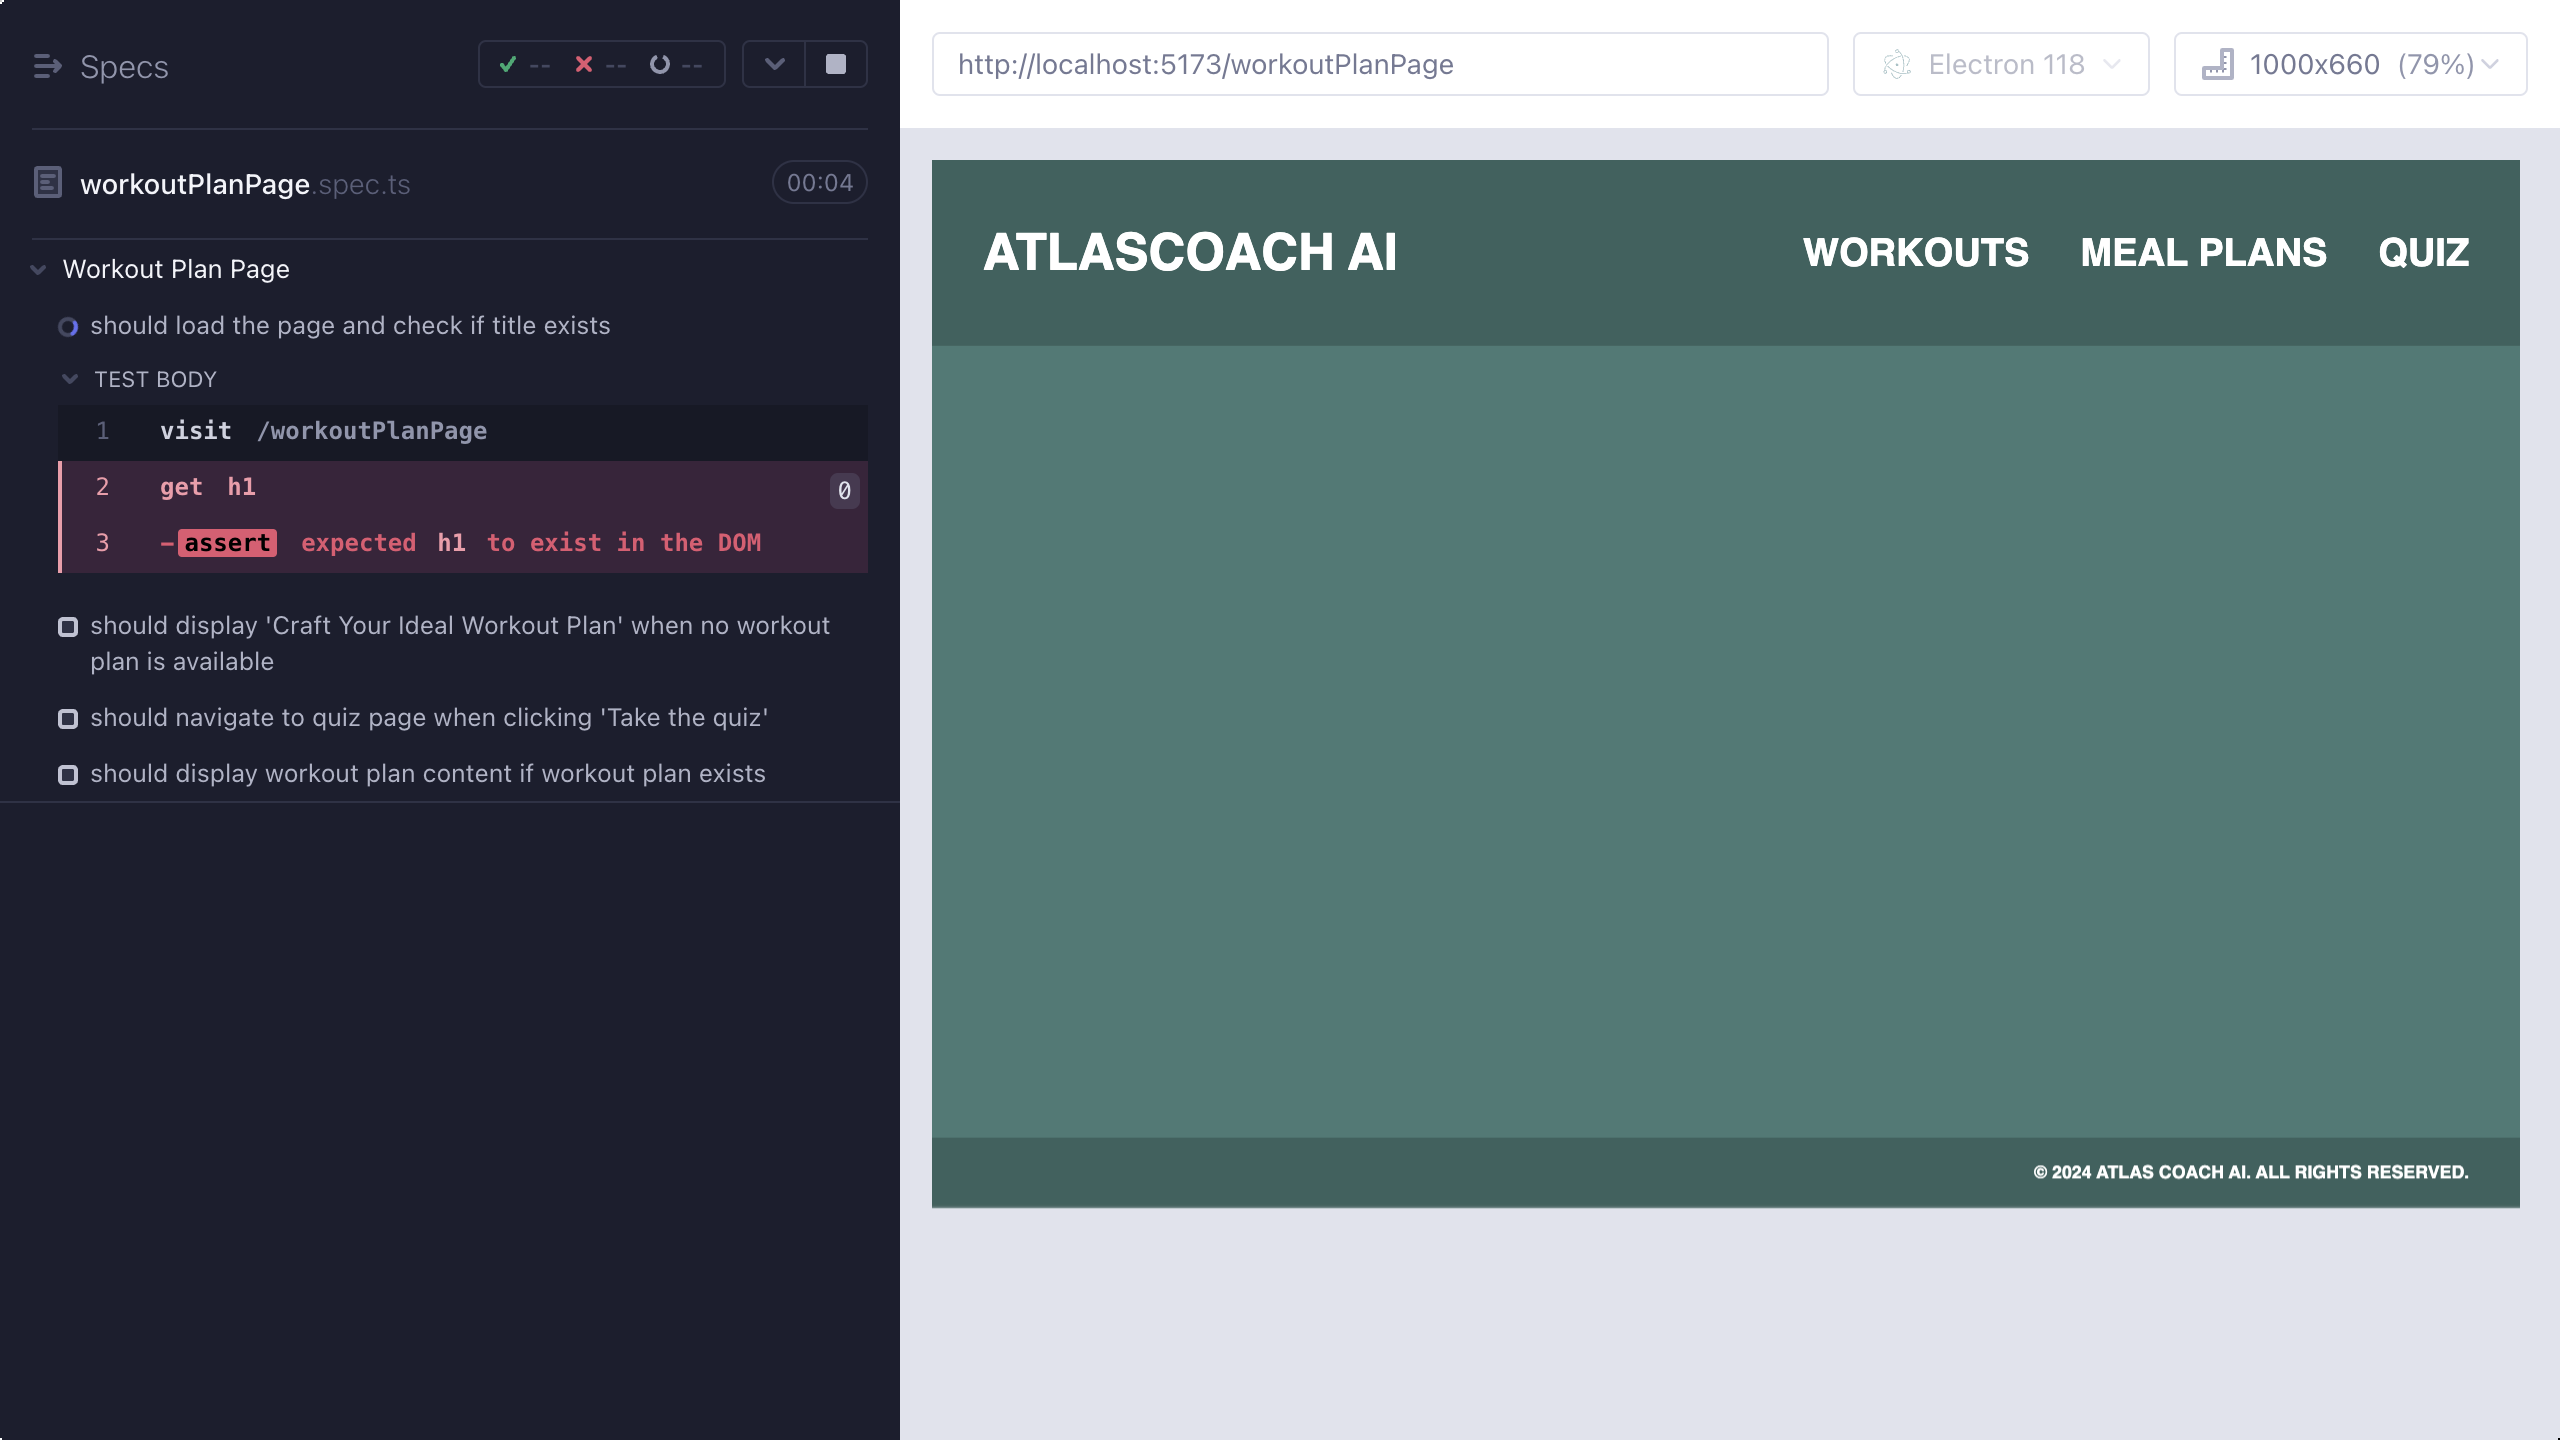 Specs
--
--
--
workoutPlanPage.spec.ts
00:04
Workout Plan Page
should load the page and check if title exists
TEST BODY
1 visit /workoutPlanPage
2 get h1 0
3 -assert expected h1 to exist in the DOM
should display 'Craft Your Ideal Workout Plan' when no workout
plan is available
should navigate to quiz page when clicking 'Take the quiz'
should display workout plan content if workout plan exists
http://localhost:5173/workoutPlanPage
Electron 118
1000x660 (79%)
ATLASCOACH AI
WORKOUTS MEAL PLANS QUIZ
© 2024 ATLAS COACH AI. ALL RIGHTS RESERVED.